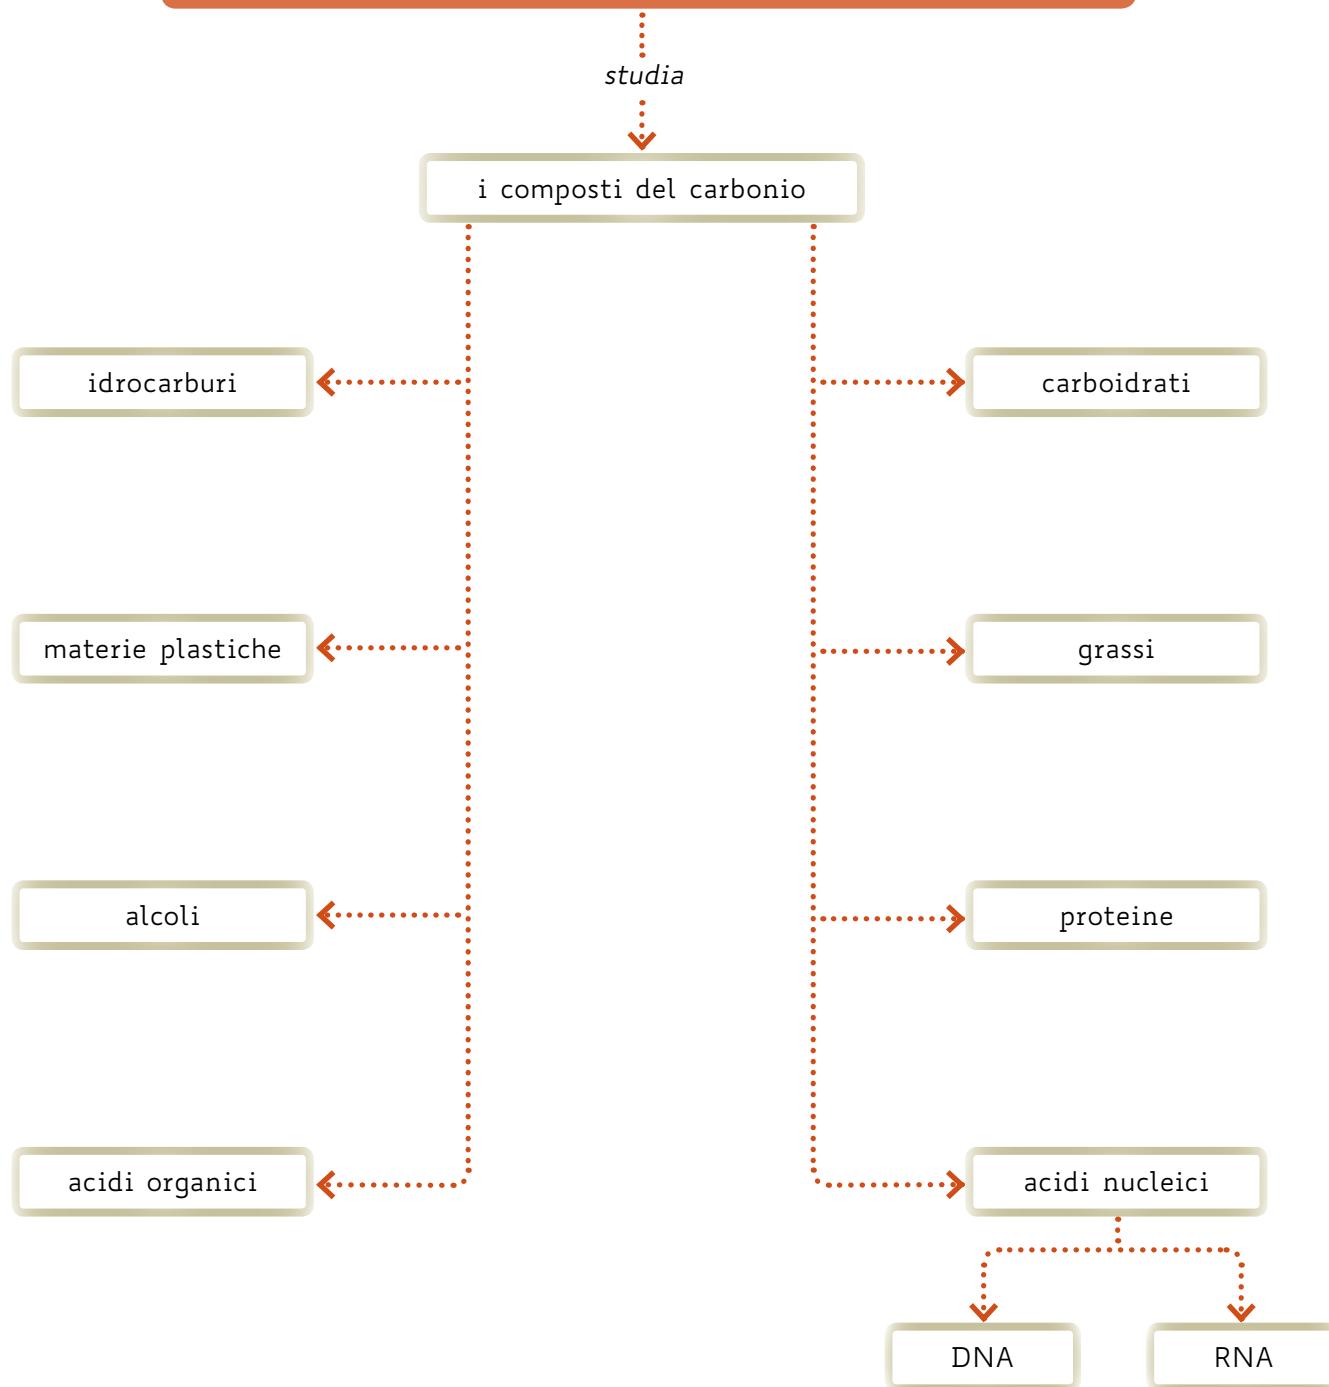 studia
i composti del carbonio
idrocarburi
carboidrati
materie plastiche
grassi
alcoli
proteine
acidi organici
acidi nucleici
DNA
RNA